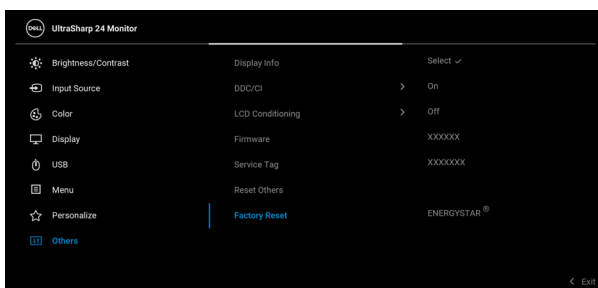 DELL UltraSharp 24 Monitor
Brightness/Contrast Display Info Select ✓
Input Source DDC/CI > On
Color LCD Conditioning > Off
Display Firmware XXXXXX
USB Service Tag XXXXXXX
Menu Reset Others
Personalize Factory Reset ENERGYSTAR ®
Others
< Exit